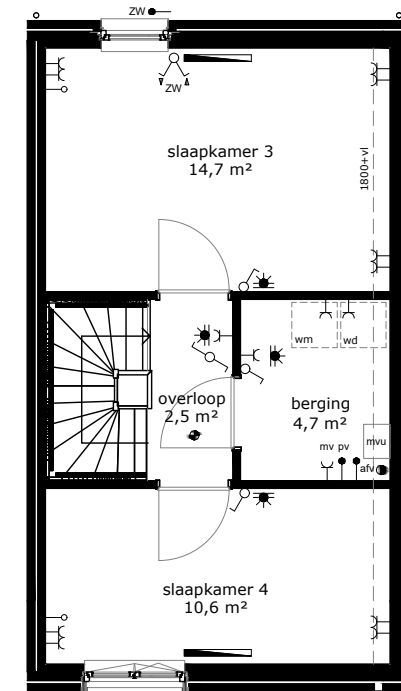 ZW
ZW
slaapkamer 3
14,7 m²
1800+vl
wm
wd
overloop
2,5 m²
berging
4,7 m²
mvu
mv pv
afv
slaapkamer 4
10,6 m²